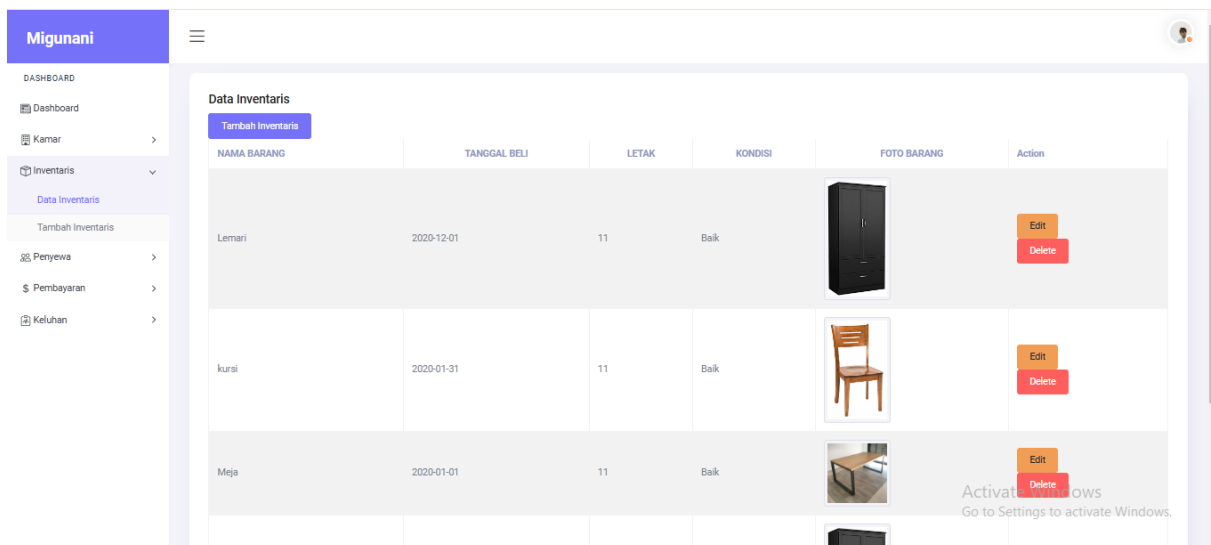 Migunani
DASHBOARD
Dashboard
Kamar
Inventaris
Data Inventaris
Tambah Inventaris
Penyewa
$ Pembayaran
Keluhan
Data Inventaris
Tambah Inventaris
NAMA BARANG TANGGAL BELI LETAK KONDISI FOTO BARANG Action
Lemari 2020-12-01 11 Baik Edit
Delete
kursi 2020-01-31 11 Baik Edit
Delete
Meja 2020-01-01 11 Baik Edit
Delete
Activate Windows
Go to Settings to activate Windows.